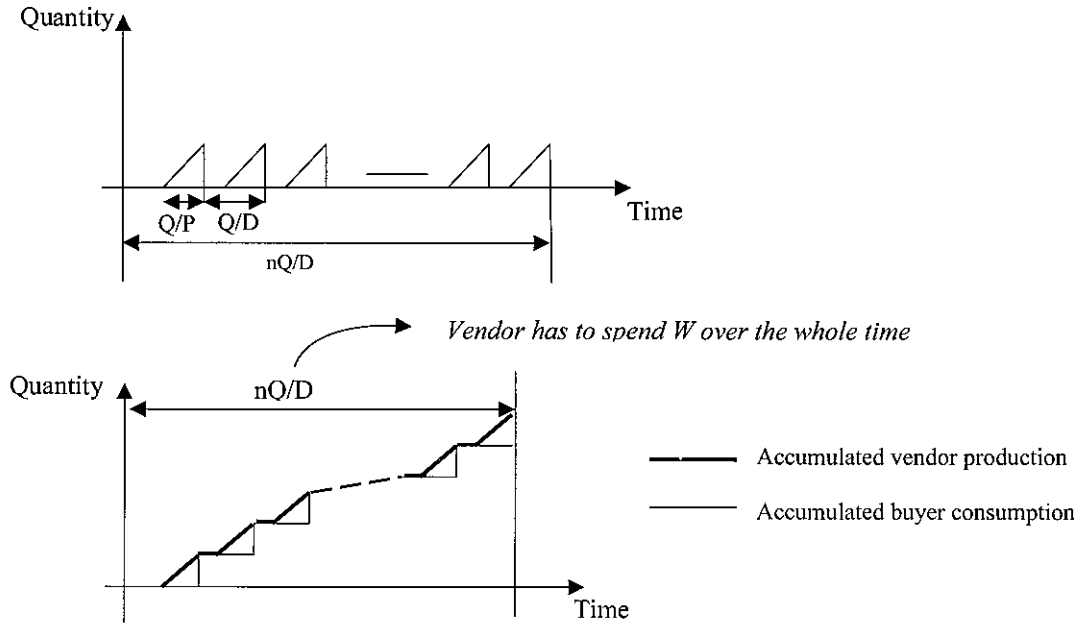 Quantity
Q/P
Q/D
Time
nQ/D
Vendor has to spend W over the whole time
Quantity
nQ/D
Accumulated vendor production
Accumulated buyer consumption
Time